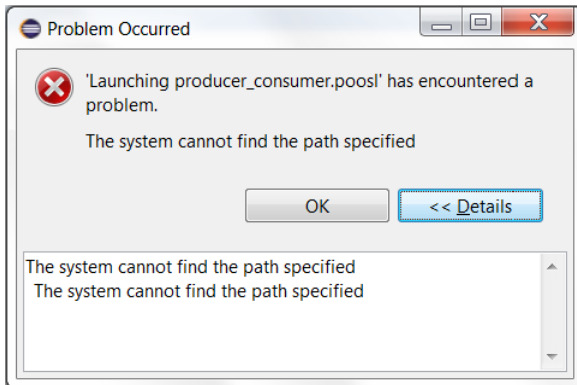 Problem Occurred
'Launching producer_consumer.poosl' has encountered a
problem.
The system cannot find the path specified
OK
<< Details
The system cannot find the path specified
The system cannot find the path specified